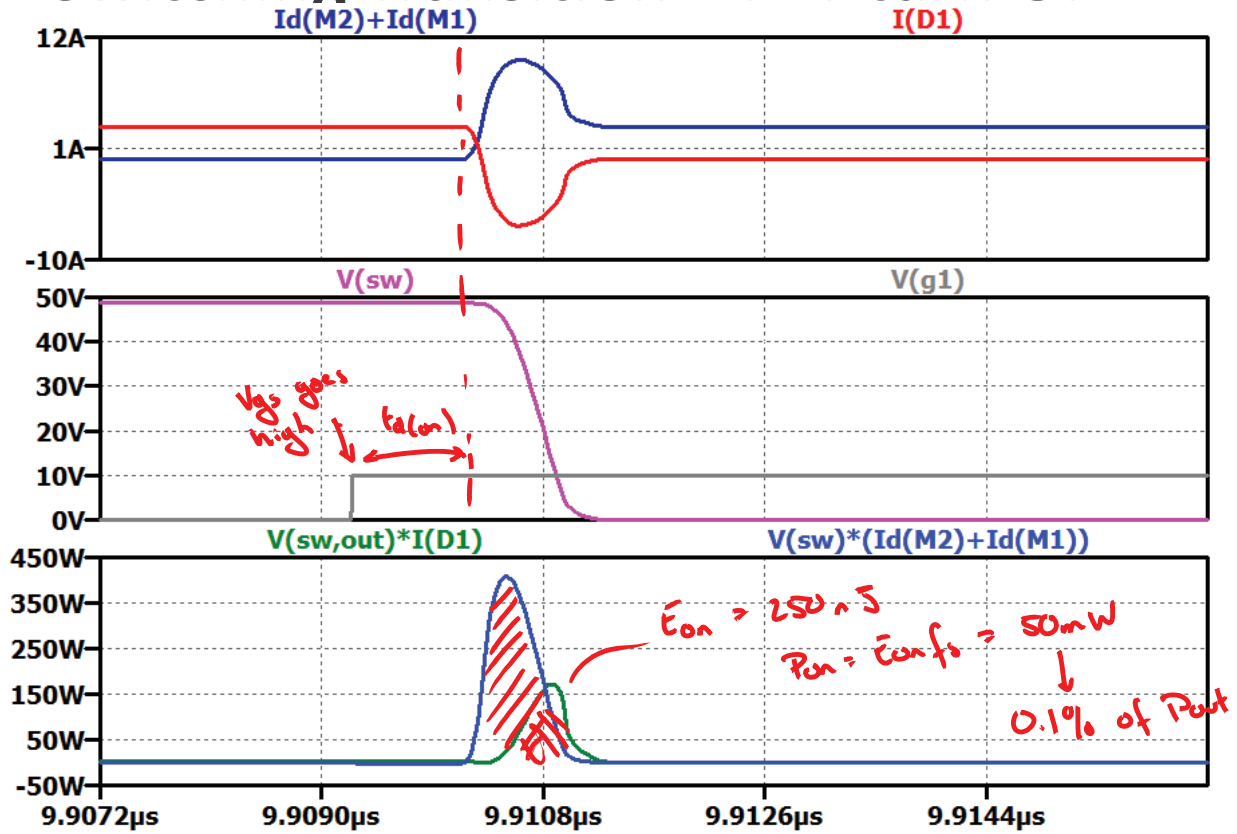 Id(M2)+Id(M1) I(D1)
12A
1A
-10A
V(sw) V(g1)
50V
40V
30V
20V
10V
0V
Vgs goes
high
td(on)
V(sw,out)*I(D1) V(sw)*(Id(M2)+Id(M1))
450W
350W
250W
150W
50W
-50W
Eon = 250nJ
Pon = Eon fs = 50mW
0.1% of Pout
9.9072µs 9.9090µs 9.9108µs 9.9126µs 9.9144µs